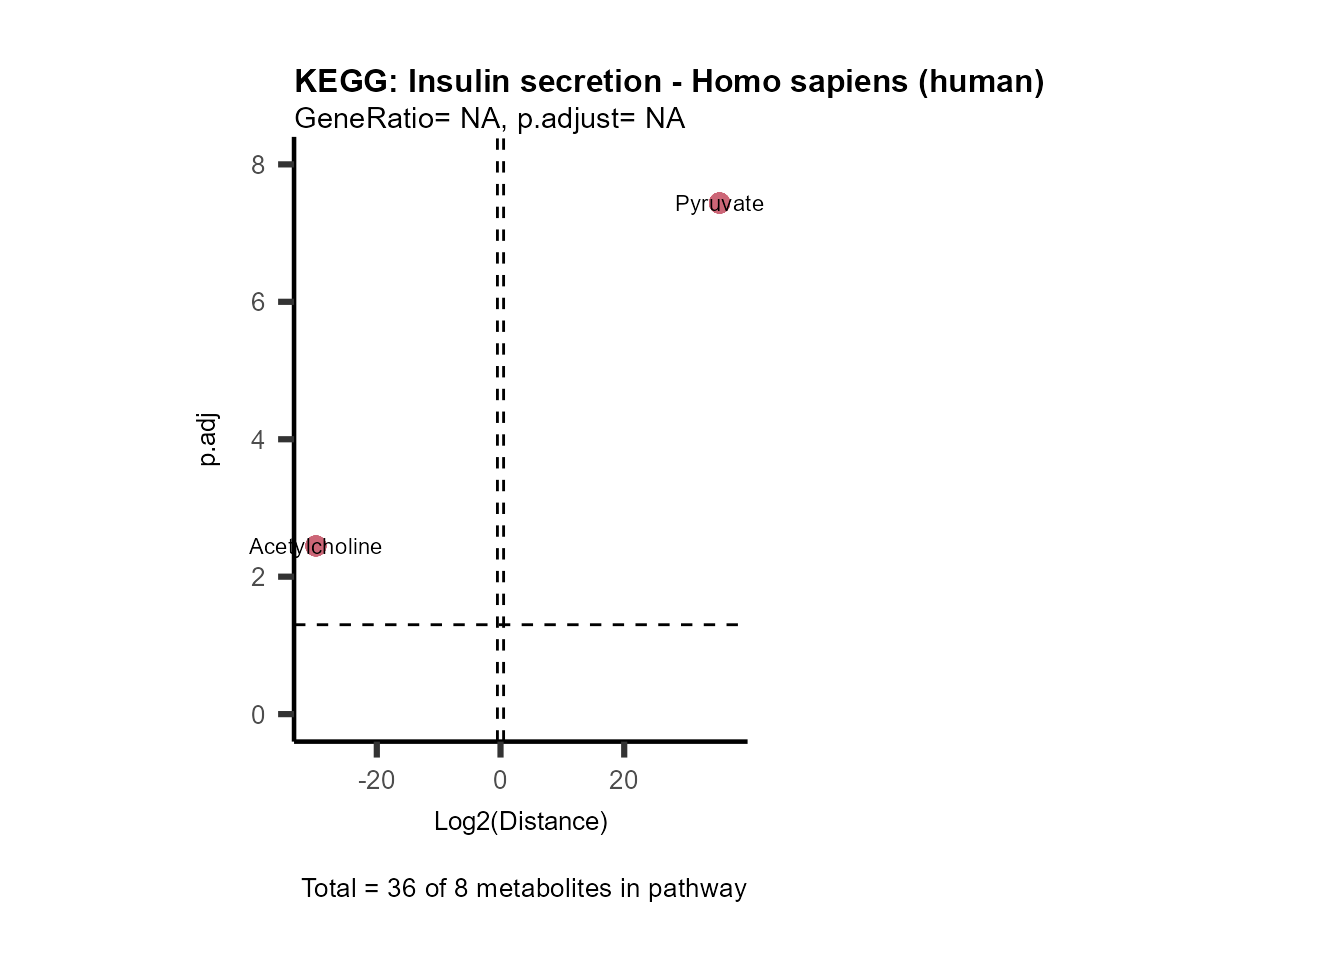 KEGG: Insulin secretion - Homo sapiens (human)
GeneRatio= NA, p.adjust= NA
8
Pyruvate
6
p.adj
4
Acetylcholine
2
0
-20 0 20
Log2(Distance)
Total = 36 of 8 metabolites in pathway